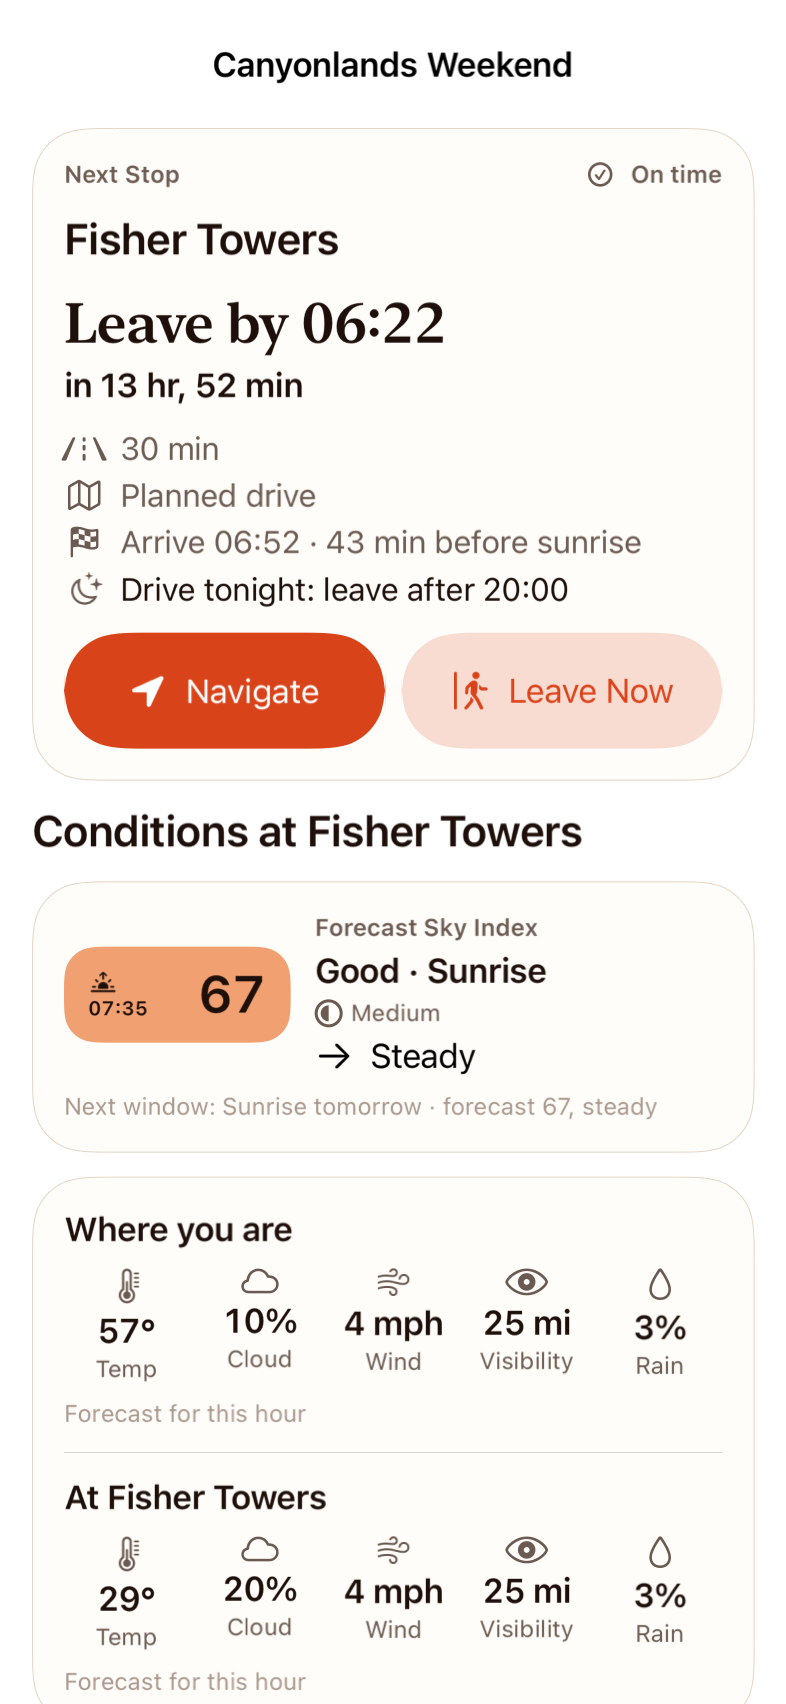 Canyonlands Weekend
Next Stop
On time
Fisher Towers
Leave by 06:22
in 13 hr, 52 min
30 min
Planned drive
Arrive 06:52 · 43 min before sunrise
Drive tonight: leave after 20:00
Navigate
Leave Now
Conditions at Fisher Towers
07:35
67
Forecast Sky Index
Good · Sunrise
Medium
Steady
Next window: Sunrise tomorrow · forecast 67, steady
Where you are
57° 10% 4 mph 25 mi 3%
Temp Cloud Wind Visibility Rain
Forecast for this hour
At Fisher Towers
29° 20% 4 mph 25 mi 3%
Temp Cloud Wind Visibility Rain
Forecast for this hour